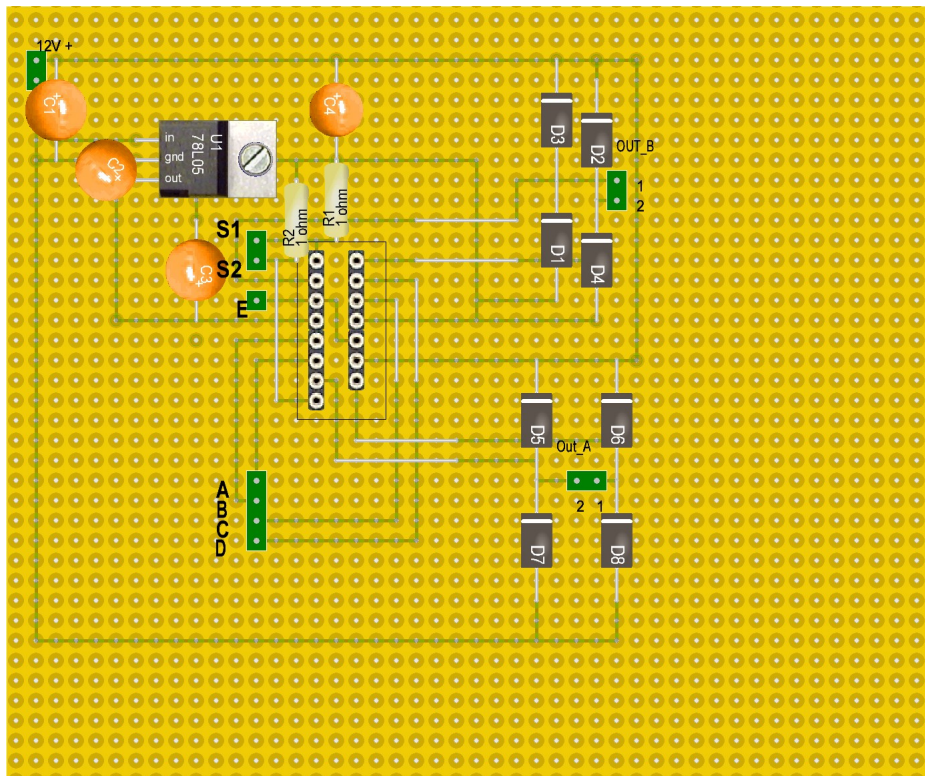 12V +
C1
C4
in
gnd
out
U1
78L05
C2
D3
D2
OUT_B
1
2
R2
1 ohm
R1
1 ohm
S1
S2
C3
E
D1
D4
D5
D6
Out_A
2 1
A
B
C
D
D7
D8